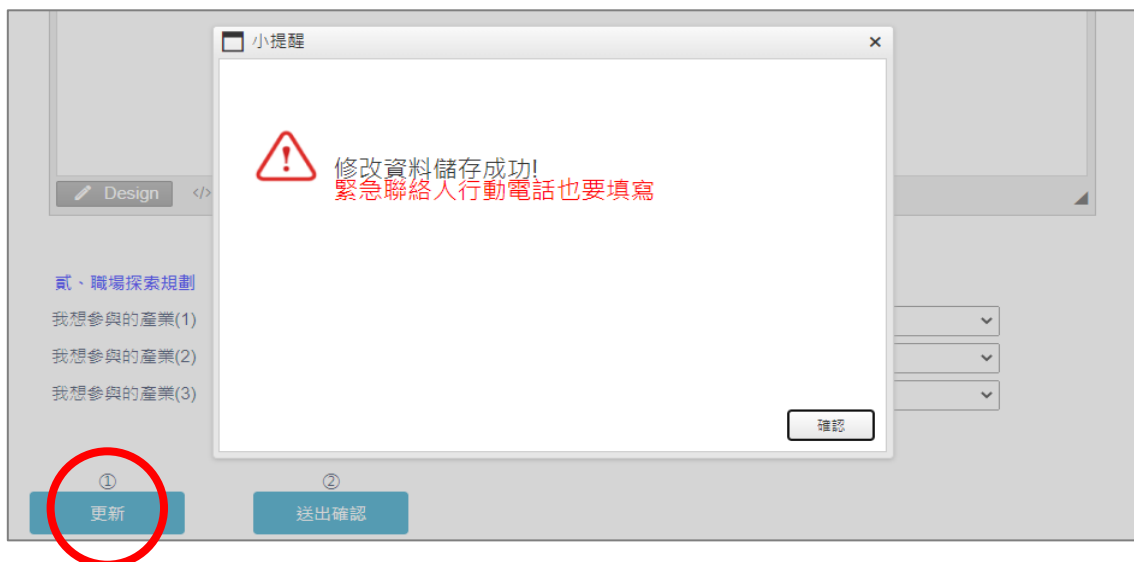 小提醒
×
修改資料儲存成功!
緊急聯絡人行動電話也要填寫
Design </>
貳、職場探索規劃
我想參與的產業(1)
我想參與的產業(2)
我想參與的產業(3)
確認
① ②
更新 送出確認